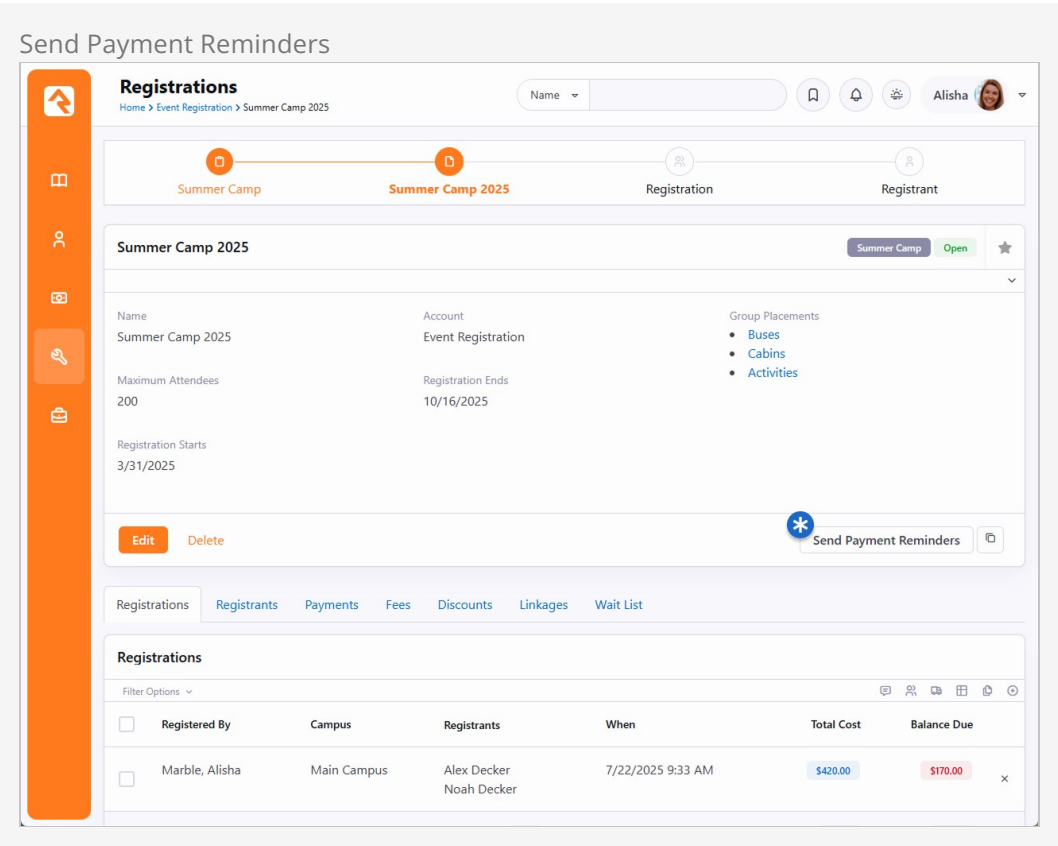 Send Payment Reminders
Registrations
Home > Event Registration > Summer Camp 2025
Name
Alisha
Summer Camp
Summer Camp 2025
Registration
Registrant
Summer Camp 2025
Summer Camp
Open
Name
Summer Camp 2025
Account
Event Registration
Group Placements
• Buses
• Cabins
• Activities
Maximum Attendees
200
Registration Ends
10/16/2025
Registration Starts
3/31/2025
Edit
Delete
Send Payment Reminders
Registrations
Registrants
Payments
Fees
Discounts
Linkages
Wait List
Registrations
Filter Options
Registered By
Campus
Registrants
When
Total Cost
Balance Due
Marble, Alisha
Main Campus
Alex Decker
Noah Decker
7/22/2025 9:33 AM
$420.00
$170.00